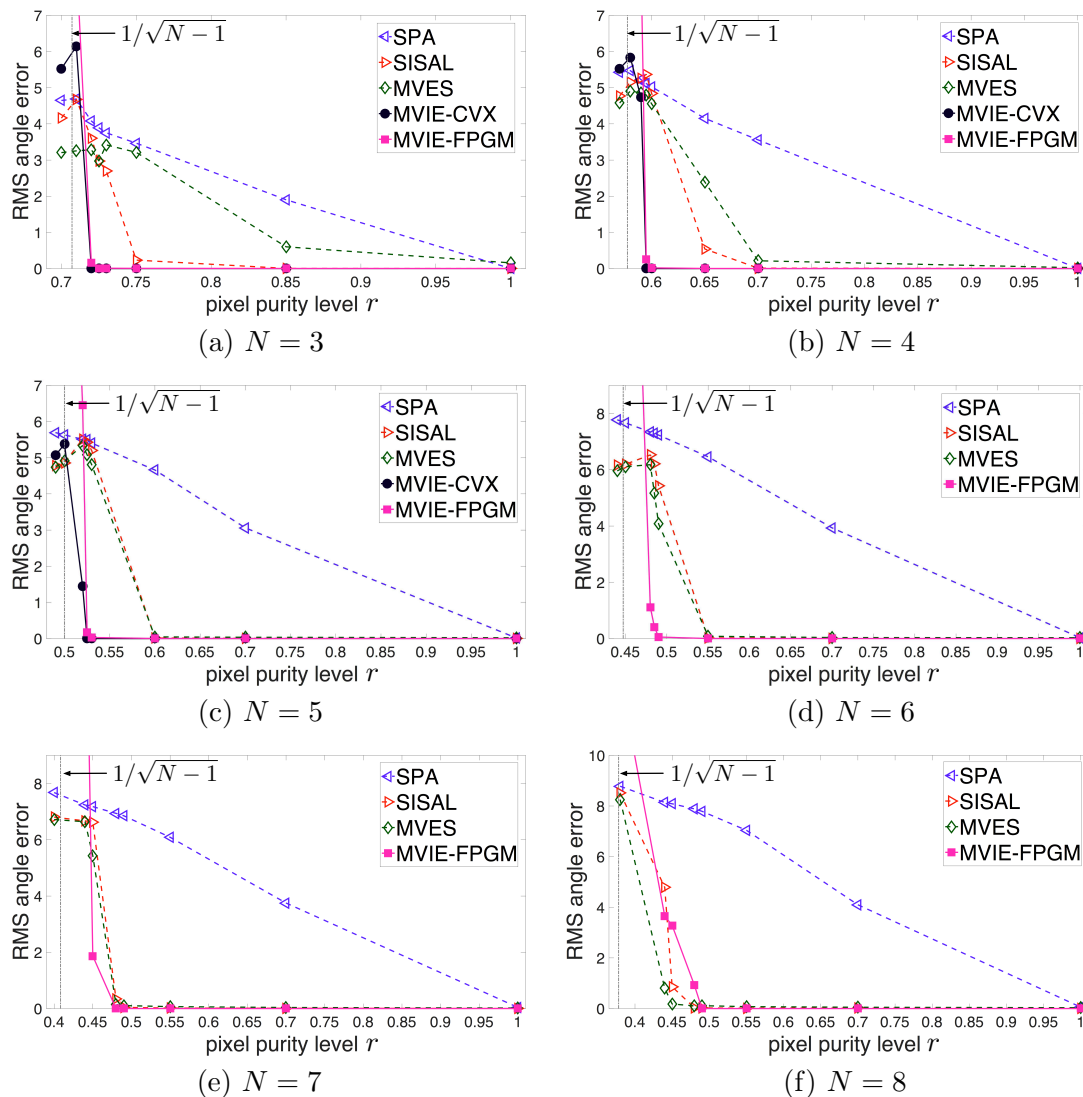 1/√N − 1
SPA
SISAL
MVES
MVIE-CVX
MVIE-FPGM
RMS angle error
7
6
5
4
3
2
1
0
0.7 0.75 0.8 0.85 0.9 0.95 1
pixel purity level r
(a) N = 3
1/√N − 1
SPA
SISAL
MVES
MVIE-CVX
MVIE-FPGM
RMS angle error
7
6
5
4
3
2
1
0
0.6 0.65 0.7 0.75 0.8 0.85 0.9 0.95 1
pixel purity level r
(b) N = 4
1/√N − 1
SPA
SISAL
MVES
MVIE-CVX
MVIE-FPGM
RMS angle error
7
6
5
4
3
2
1
0
0.5 0.55 0.6 0.65 0.7 0.75 0.8 0.85 0.9 0.95 1
pixel purity level r
(c) N = 5
1/√N − 1
SPA
SISAL
MVES
MVIE-FPGM
RMS angle error
8
6
4
2
0
0.45 0.5 0.55 0.6 0.65 0.7 0.75 0.8 0.85 0.9 0.95 1
pixel purity level r
(d) N = 6
1/√N − 1
SPA
SISAL
MVES
MVIE-FPGM
RMS angle error
8
6
4
2
0
0.4 0.45 0.5 0.55 0.6 0.65 0.7 0.75 0.8 0.85 0.9 0.95 1
pixel purity level r
(e) N = 7
1/√N − 1
SPA
SISAL
MVES
MVIE-FPGM
RMS angle error
10
8
6
4
2
0
0.4 0.45 0.5 0.55 0.6 0.65 0.7 0.75 0.8 0.85 0.9 0.95 1
pixel purity level r
(f) N = 8